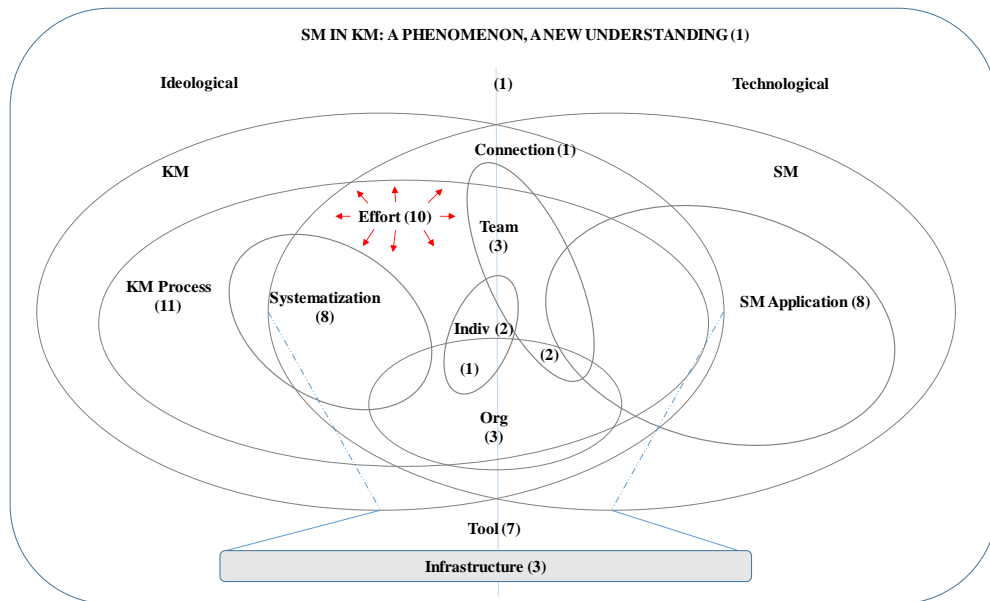 SM IN KM: A PHENOMENON, A NEW UNDERSTANDING (1)
Ideological
(1)
Technological
Connection (1)
KM
SM
Effort (10)
Team
(3)
KM Process
(11)
Systematization
(8)
SM Application (8)
Indiv (2)
(2)
(1)
Org
(3)
Tool (7)
Infrastructure (3)